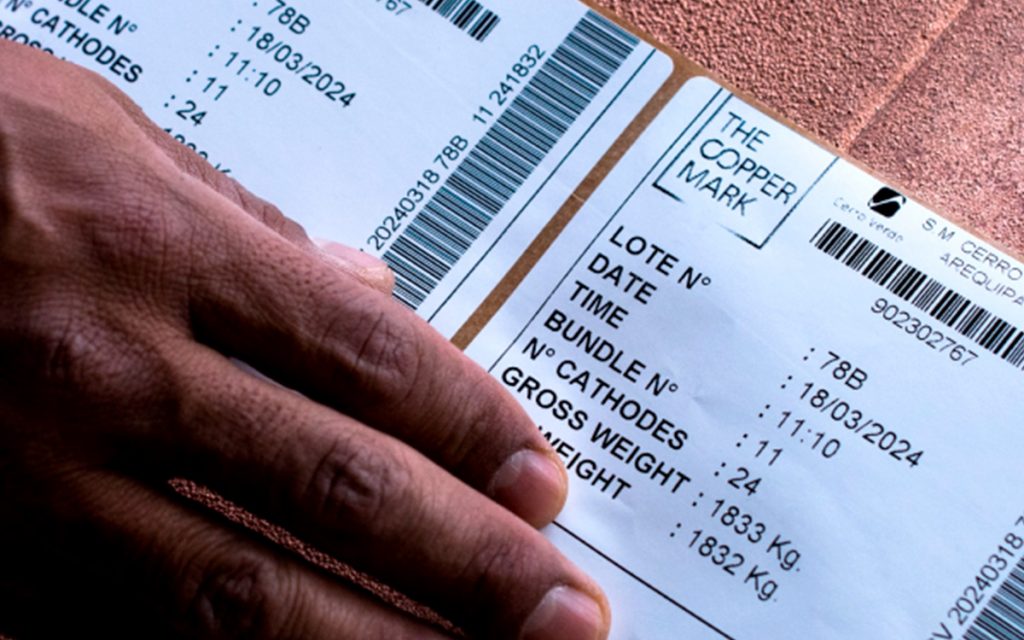 78B
DLE N° : 18/03/2024
N° CATHODES : 11:10
: 11
: 24
20240318 78B 11 241832
THE
COPPER
MARK
Cerro Verde
S.M. CERRO
AREQUIPA
902302767
LOTE N° : 78B
DATE : 18/03/2024
TIME : 11:10
BUNDLE N° : 11
N° CATHODES : 24
GROSS WEIGHT : 1833 Kg.
WEIGHT : 1832 Kg.
20240318